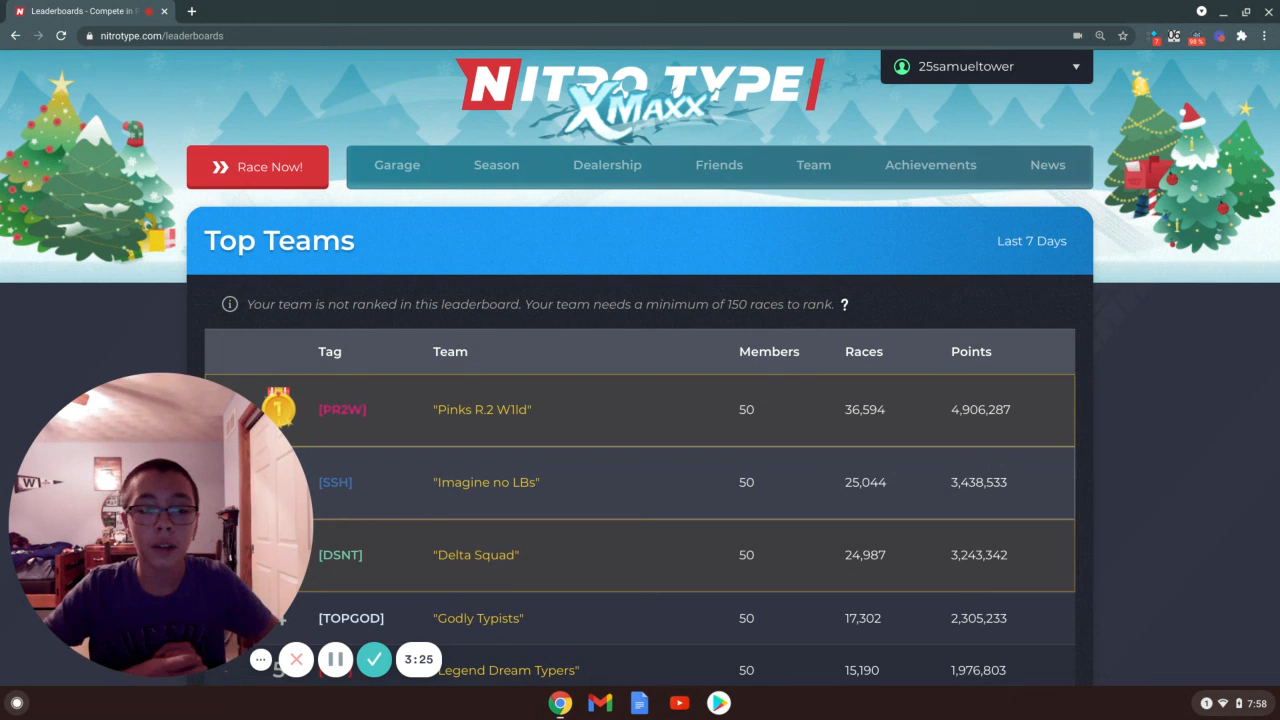 Leaderboards - Compete in
nitrotype.com/leaderboards
7
98 %
NITRO TYPE
XMAXX
25samueltower
Race Now!
Garage
Season
Dealership
Friends
Team
Achievements
News
Top Teams
Last 7 Days
Your team is not ranked in this leaderboard. Your team needs a minimum of 150 races to rank. ?
Tag Team Members Races Points
1 [PR2W] "Pinks R.2 W1ld" 50 36,594 4,906,287
[SSH] "Imagine no LBs" 50 25,044 3,438,533
[DSNT] "Delta Squad" 50 24,987 3,243,342
[TOPGOD] "Godly Typists" 50 17,302 2,305,233
5 Legend Dream Typers" 50 15,190 1,976,803
W
3:25
1 7:58